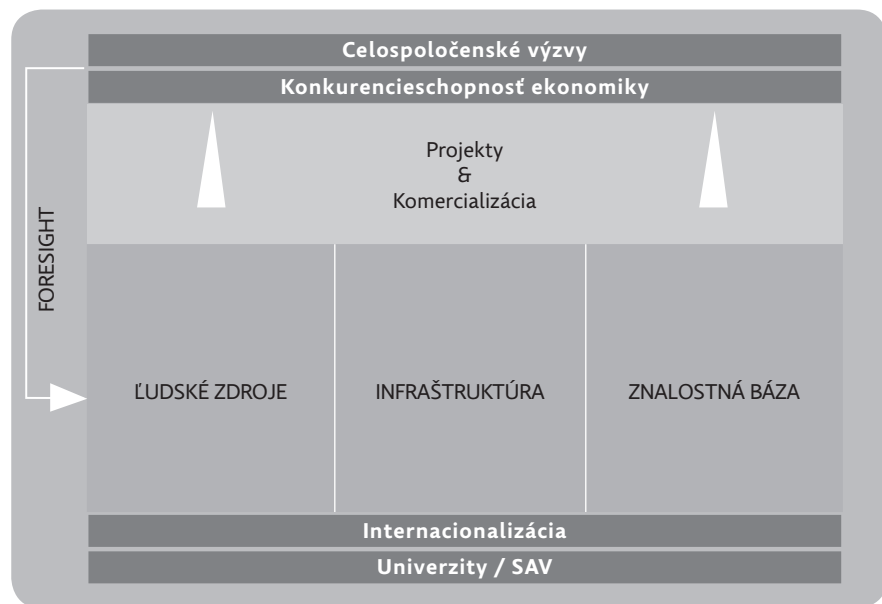 Celospoločenské výzvy
Konkurencieschopnosť ekonomiky
Projekty
&
Komercializácia
FORESIGHT
ĽUDSKÉ ZDROJE
INFRAŠTRUKTÚRA
ZNALOSTNÁ BÁZA
Internacionalizácia
Univerzity / SAV